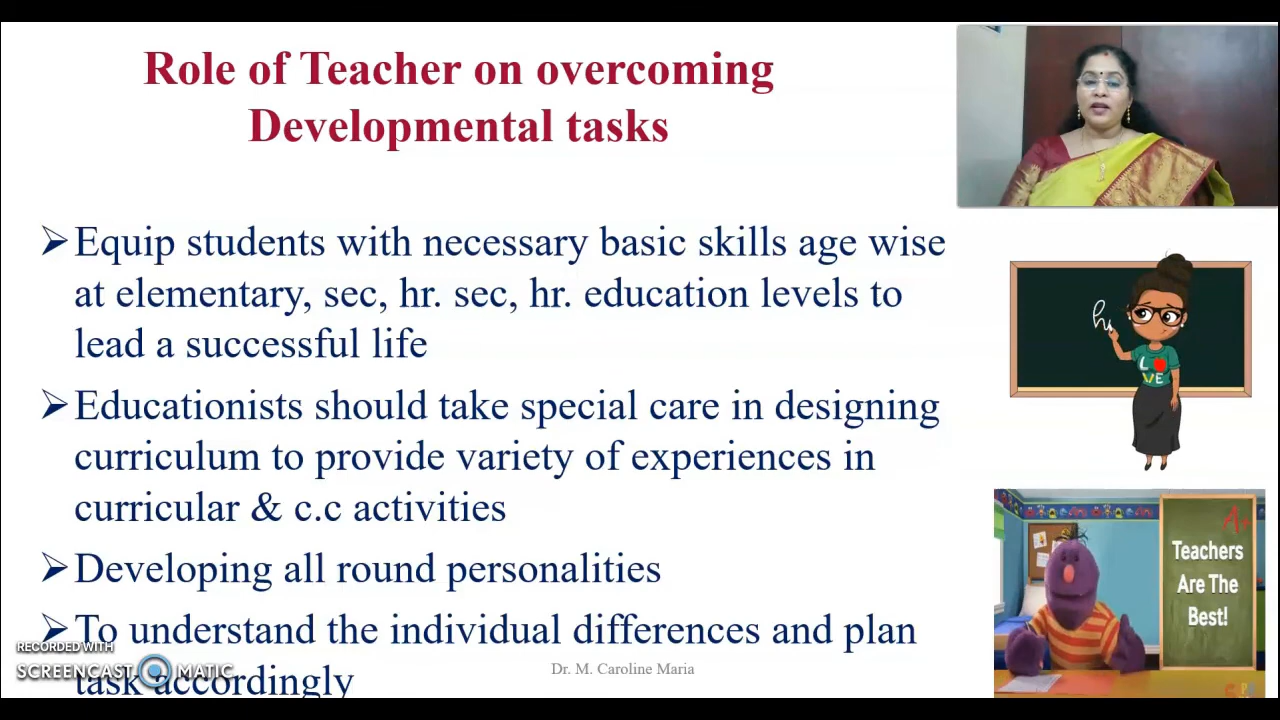 Role of Teacher on overcoming
Developmental tasks
➢Equip students with necessary basic skills age wise
at elementary, sec, hr. sec, hr. education levels to
lead a successful life
➢Educationists should take special care in designing
curriculum to provide variety of experiences in
curricular & c.c activities
➢Developing all round personalities
➢To understand the individual differences and plan
task accordingly
Dr. M. Caroline Maria
RECORDED WITH
SCREENCAST MATIC
LOVE
A+
Teachers
Are The
Best!